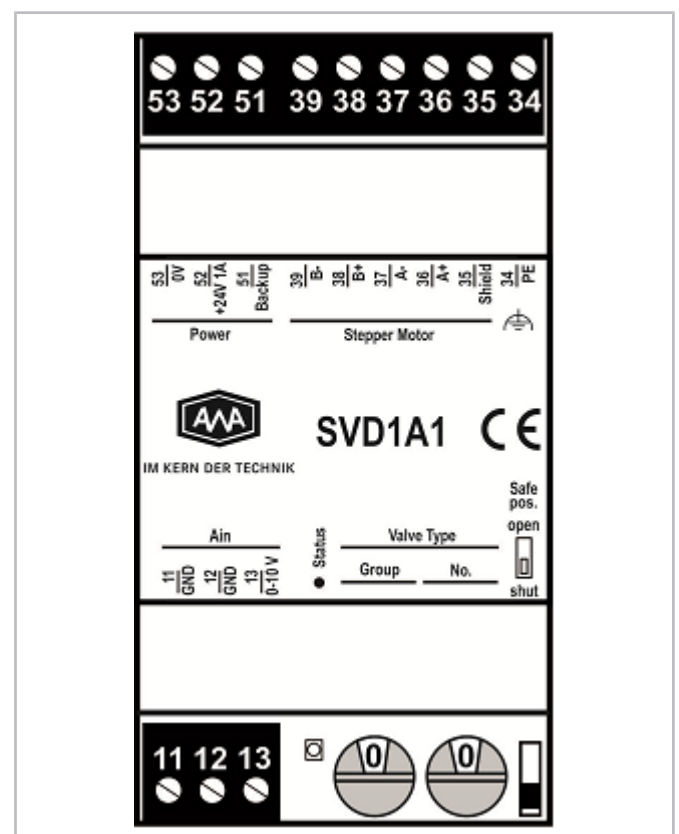 53 52 51 39 38 37 36 35 34
53 0V
52 +24V 1A
51 Backup
39 B-
38 B+
37 A-
36 A+
35 Shield
34 PE
Power
Stepper Motor
AWA
SVD1A1 CE
IM KERN DER TECHNIK
Safe
pos.
open
Ain
Status
Valve Type
11 GND
12 GND
13 0-10 V
Group
No.
shut
11 12 13
0
0